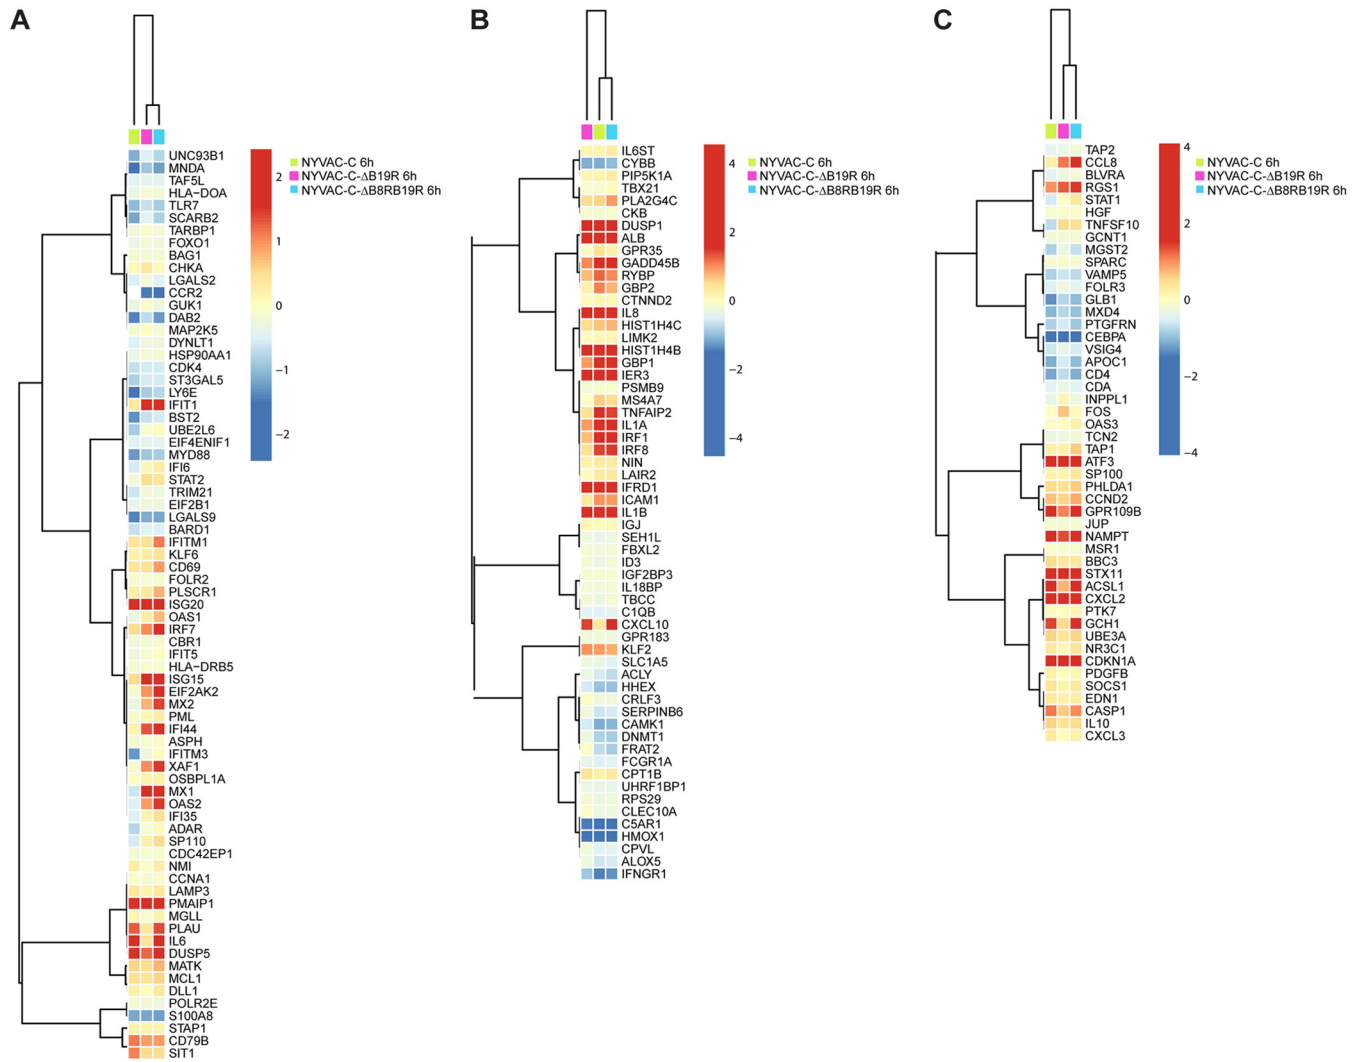 A
UNC93B1
MNDA
TAF5L
HLA−DOA
TLR7
SCARB2
TARBP1
FOXO1
BAG1
CHKA
LGALS2
CCR2
GUK1
DAB2
MAP2K5
DYNLT1
HSP90AA1
CDK4
ST3GAL5
LY6E
IFIT1
BST2
UBE2L6
EIF4ENIF1
MYD88
IFI6
STAT2
TRIM21
EIF2B1
LGALS9
BARD1
IFITM1
KLF6
CD69
FOLR2
PLSCR1
ISG20
OAS1
IRF7
CBR1
IFIT5
HLA−DRB5
ISG15
EIF2AK2
MX2
PML
IFI44
ASPH
IFITM3
XAF1
OSBPL1A
MX1
OAS2
IFI35
ADAR
SP110
CDC42EP1
NMI
CCNA1
LAMP3
PMAIP1
MGLL
PLAU
IL6
DUSP5
MATK
MCL1
DLL1
POLR2E
S100A8
STAP1
CD79B
SIT1
2
1
0
−1
−2
NYVAC-C 6h
NYVAC-C-ΔB19R 6h
NYVAC-C-ΔB8RB19R 6h
B
IL6ST
CYBB
PIP5K1A
TBX21
PLA2G4C
CKB
DUSP1
ALB
GPR35
GADD45B
RYBP
GBP2
CTNND2
IL8
HIST1H4C
LIMK2
HIST1H4B
GBP1
IER3
PSMB9
MS4A7
TNFAIP2
IL1A
IRF1
IRF8
NIN
LAIR2
IFRD1
ICAM1
IL1B
IGJ
SEH1L
FBXL2
ID3
IGF2BP3
IL18BP
TBCC
C1QB
CXCL10
GPR183
KLF2
SLC1A5
ACLY
HHEX
CRLF3
SERPINB6
CAMK1
DNMT1
FRAT2
FCGR1A
CPT1B
UHRF1BP1
RPS29
CLEC10A
C5AR1
HMOX1
CPVL
ALOX5
IFNGR1
4
2
0
−2
−4
NYVAC-C 6h
NYVAC-C-ΔB19R 6h
NYVAC-C-ΔB8RB19R 6h
C
TAP2
CCL8
BLVRA
RGS1
STAT1
HGF
TNFSF10
GCNT1
MGST2
SPARC
VAMP5
FOLR3
GLB1
MXD4
PTGFRN
CEBPA
VSIG4
APOC1
CD4
CDA
INPPL1
FOS
OAS3
TCN2
TAP1
ATF3
SP100
PHLDA1
CCND2
GPR109B
JUP
NAMPT
MSR1
BBC3
STX11
ACSL1
CXCL2
PTK7
GCH1
UBE3A
NR3C1
CDKN1A
PDGFB
SOCS1
EDN1
CASP1
IL10
CXCL3
4
2
0
−2
−4
NYVAC-C 6h
NYVAC-C-ΔB19R 6h
NYVAC-C-ΔB8RB19R 6h